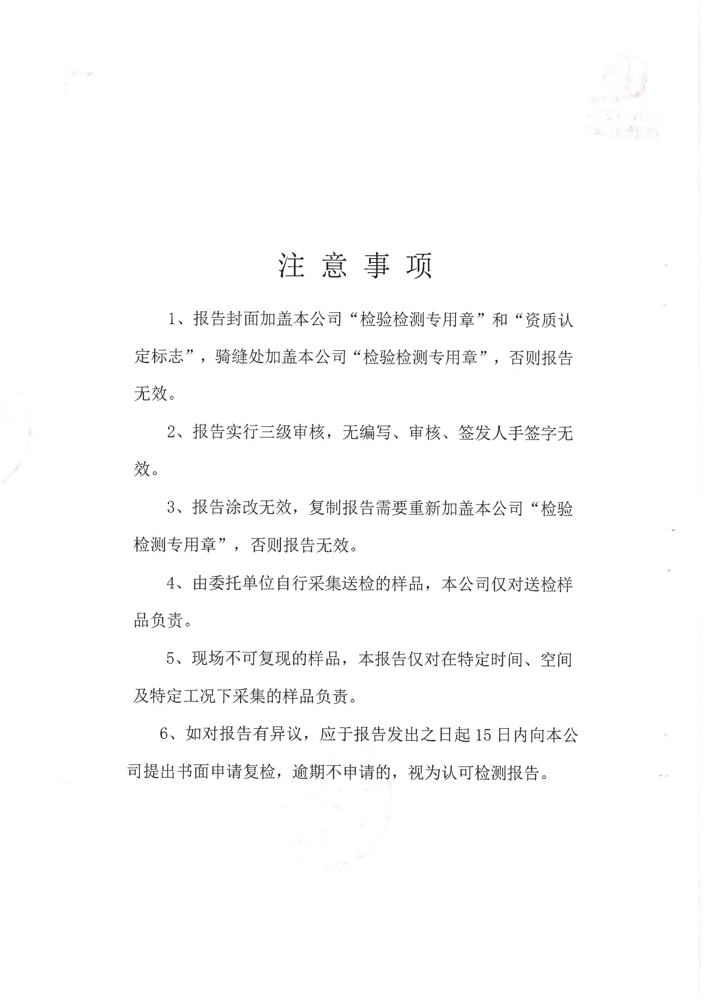 注意事项
1、报告封面加盖本公司“检验检测专用章”和“资质认
定标志”，骑缝处加盖本公司“检验检测专用章”，否则报告
无效。
2、报告实行三级审核，无编写、审核、签发人手签字无
效。
3、报告涂改无效，复制报告需要重新加盖本公司“检验
检测专用章”，否则报告无效。
4、由委托单位自行采集送检的样品，本公司仅对送检样
品负责。
5、现场不可复现的样品，本报告仅对在特定时间、空间
及特定工况下采集的样品负责。
6、如对报告有异议，应于报告发出之日起15日内向本公
司提出书面申请复检，逾期不申请的，视为认可检测报告。